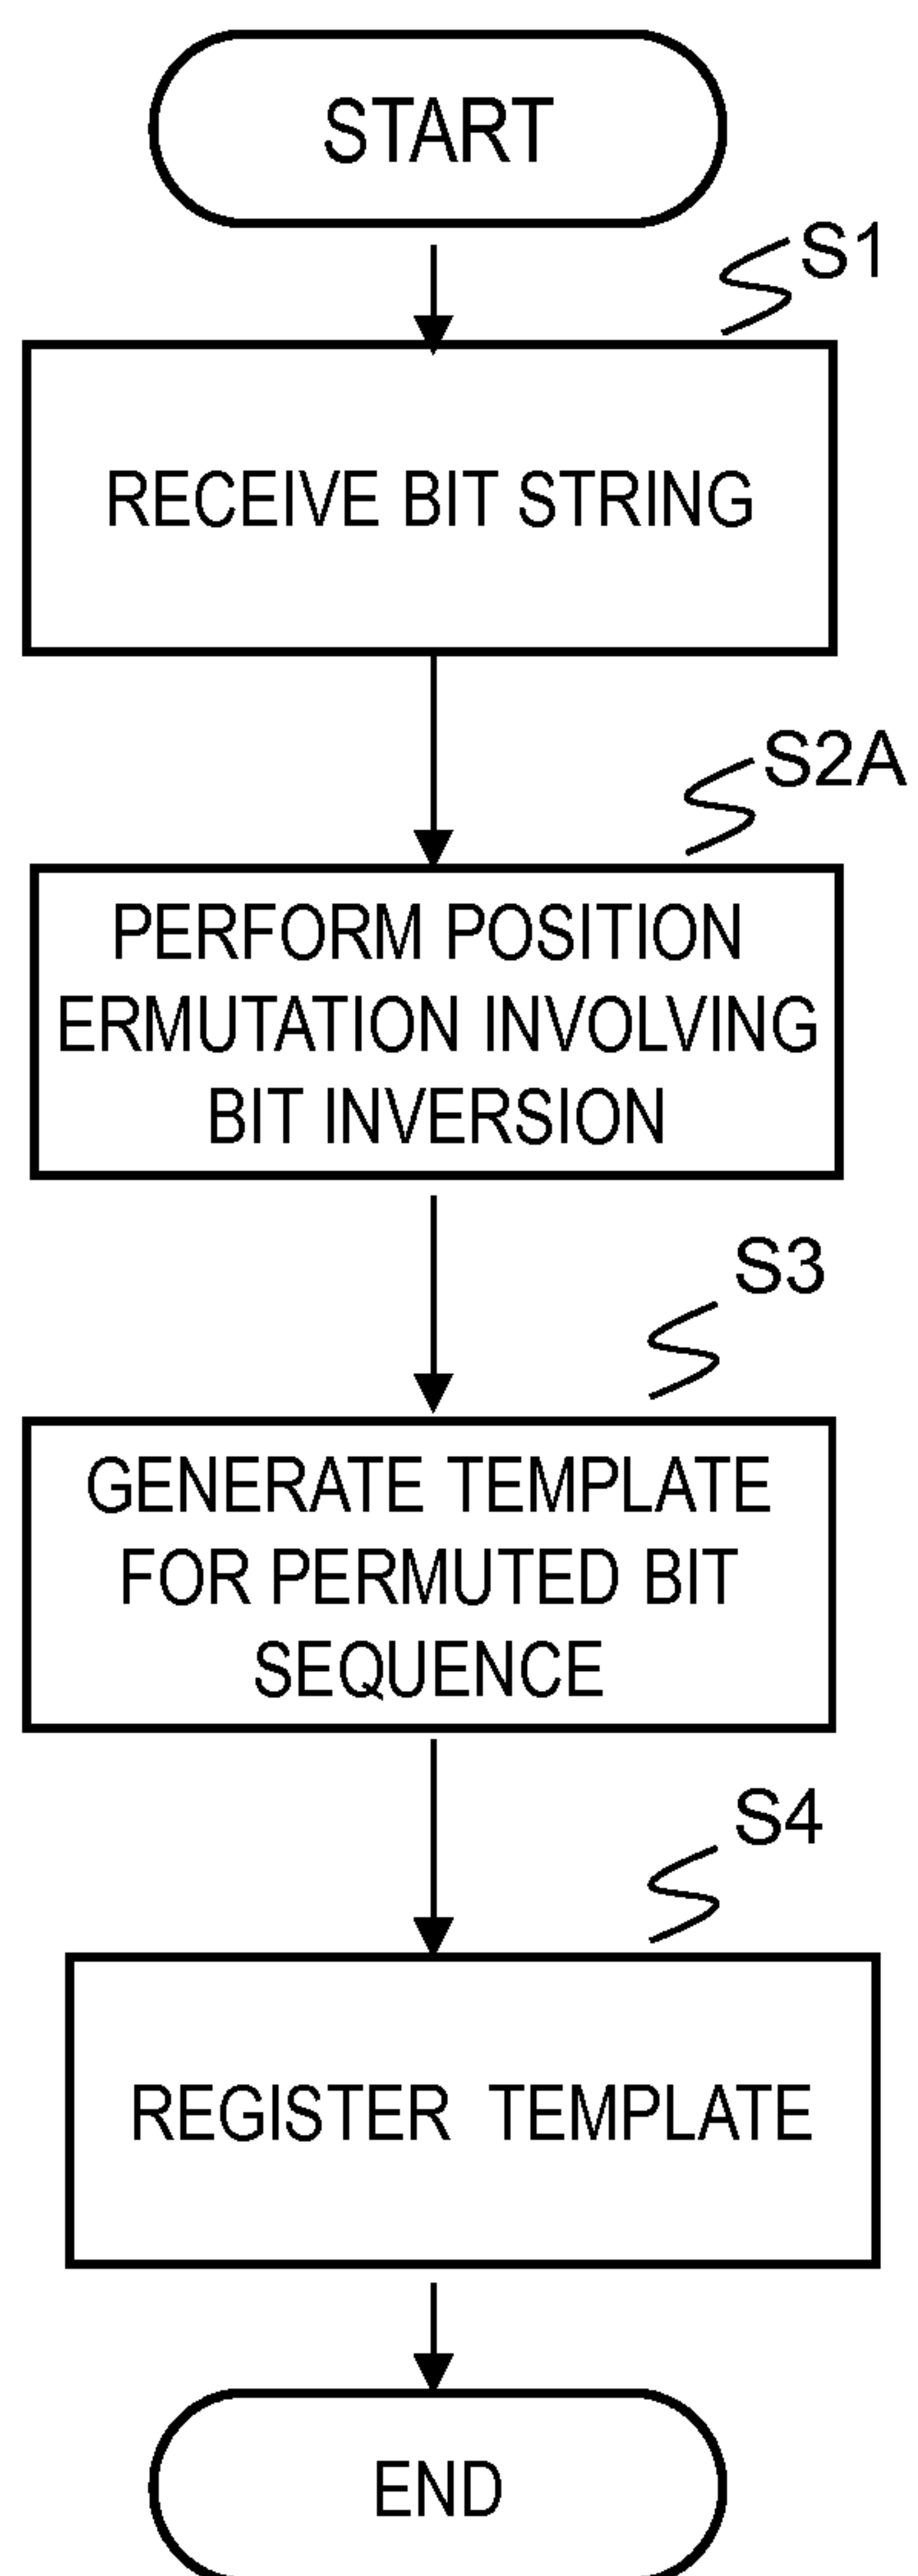 START
S1
RECEIVE BIT STRING
S2A
PERFORM POSITION
ERMUTATION INVOLVING
BIT INVERSION
S3
GENERATE TEMPLATE
FOR PERMUTED BIT
SEQUENCE
S4
REGISTER TEMPLATE
END